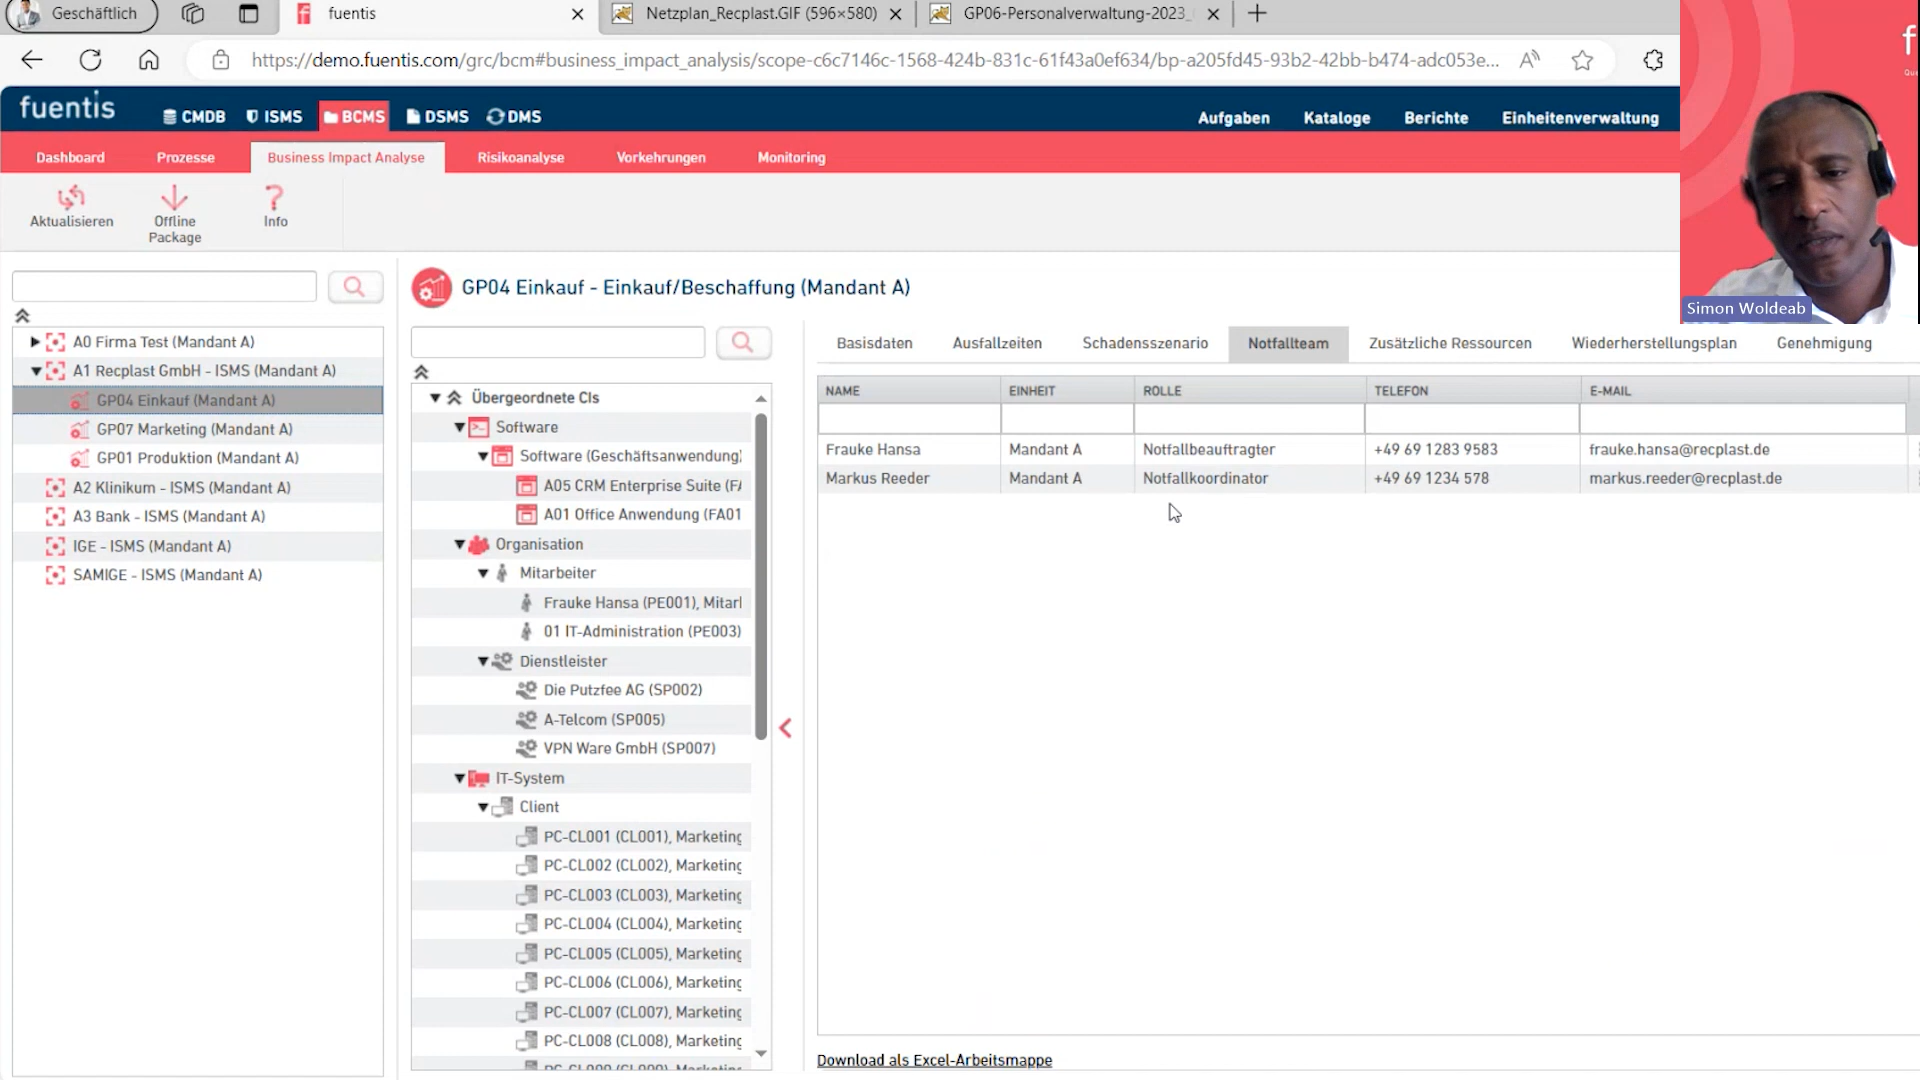 Geschäftlich
fuentis
Netzplan_Recplast.GIF (596×580)
GP06-Personalverwaltung-2023_
https://demo.fuentis.com/grc/bcm#business_impact_analysis/scope-c6c7146c-1568-424b-831c-61f43a0ef634/bp-a205fd45-93b2-42bb-b474-adc053e...
fuentis
CMDB
ISMS
BCMS
DSMS
DMS
Aufgaben
Kataloge
Berichte
Einheitenverwaltung
Dashboard
Prozesse
Business Impact Analyse
Risikoanalyse
Vorkehrungen
Monitoring
Aktualisieren
Offline
Package
Info
Simon Woldeab
A0 Firma Test (Mandant A)
A1 Recplast GmbH - ISMS (Mandant A)
GP04 Einkauf (Mandant A)
GP07 Marketing (Mandant A)
GP01 Produktion (Mandant A)
A2 Klinikum - ISMS (Mandant A)
A3 Bank - ISMS (Mandant A)
IGE - ISMS (Mandant A)
SAMIGE - ISMS (Mandant A)
GP04 Einkauf - Einkauf/Beschaffung (Mandant A)
Übergeordnete CIs
Software
Software (Geschäftsanwendung)
A05 CRM Enterprise Suite (FA
A01 Office Anwendung (FA01
Organisation
Mitarbeiter
Frauke Hansa (PE001), Mitarl
01 IT-Administration (PE003)
Dienstleister
Die Putzfee AG (SP002)
A-Telcom (SP005)
VPN Ware GmbH (SP007)
IT-System
Client
PC-CL001 (CL001), Marketing
PC-CL002 (CL002), Marketing
PC-CL003 (CL003), Marketing
PC-CL004 (CL004), Marketing
PC-CL005 (CL005), Marketing
PC-CL006 (CL006), Marketing
PC-CL007 (CL007), Marketing
PC-CL008 (CL008), Marketing
Basisdaten
Ausfallzeiten
Schadensszenario
Notfallteam
Zusätzliche Ressourcen
Wiederherstellungsplan
Genehmigung
NAME EINHEIT ROLLE TELEFON E-MAIL
Frauke Hansa Mandant A Notfallbeauftragter +49 69 1283 9583 frauke.hansa@recplast.de
Markus Reeder Mandant A Notfallkoordinator +49 69 1234 578 markus.reeder@recplast.de
Download als Excel-Arbeitsmappe